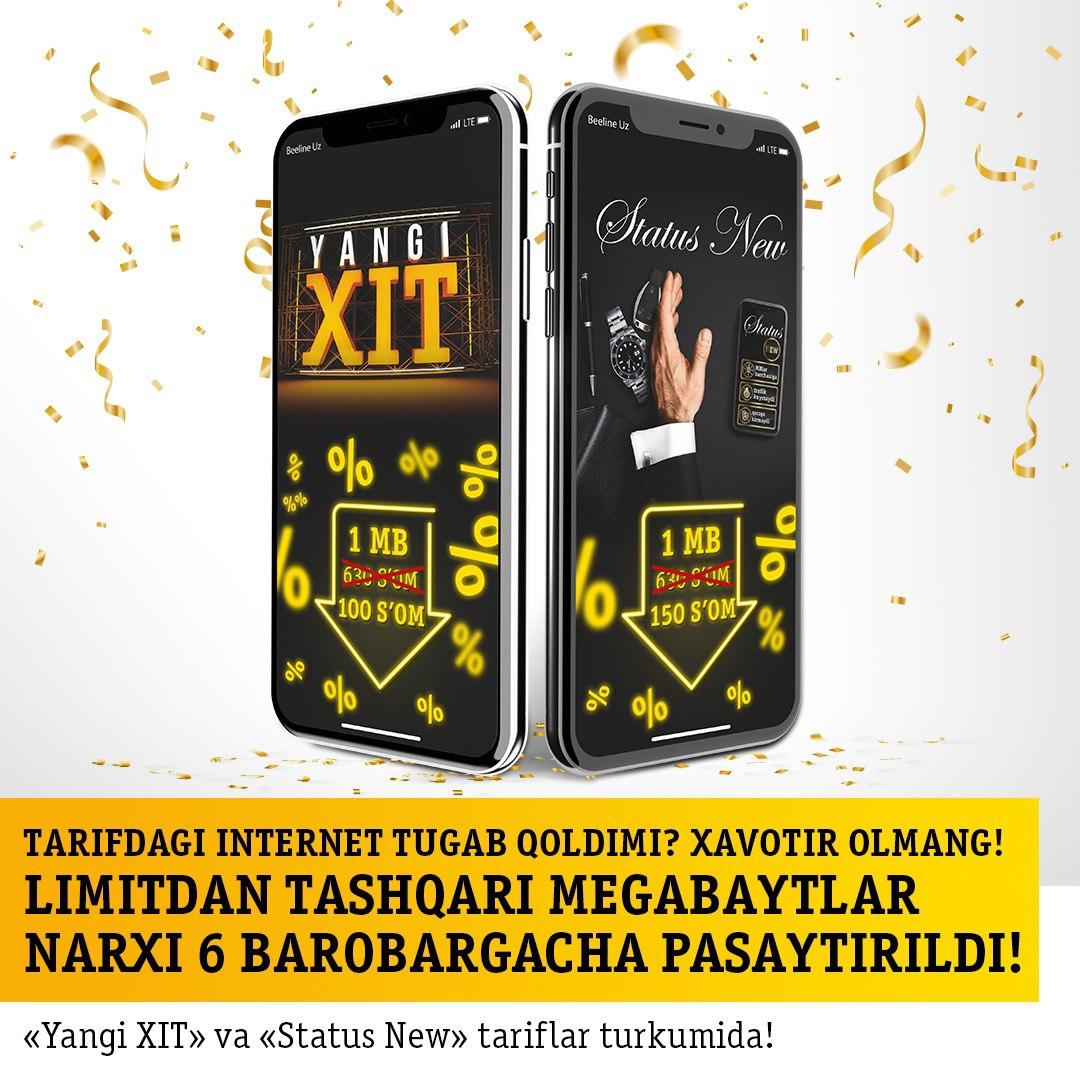 Beeline Uz
LTE
YANGI
XIT
%
%
%
%
%%
%
%
1 MB
630 S'OM
100 S'OM
%
%
%
%
Beeline Uz
LTE
Status New
Status
NEW
%
%
1 MB
630 S'OM
150 S'OM
%
%
%
%
TARIFDAGI INTERNET TUGAB QOLDIMI? XAVOTIR OLMANG!
LIMITDAN TASHQARI MEGABAYTLAR
NARXI 6 BAROBARGACHA PASAYTIRILDI!
«Yangi XIT» va «Status New» tariflar turkumida!